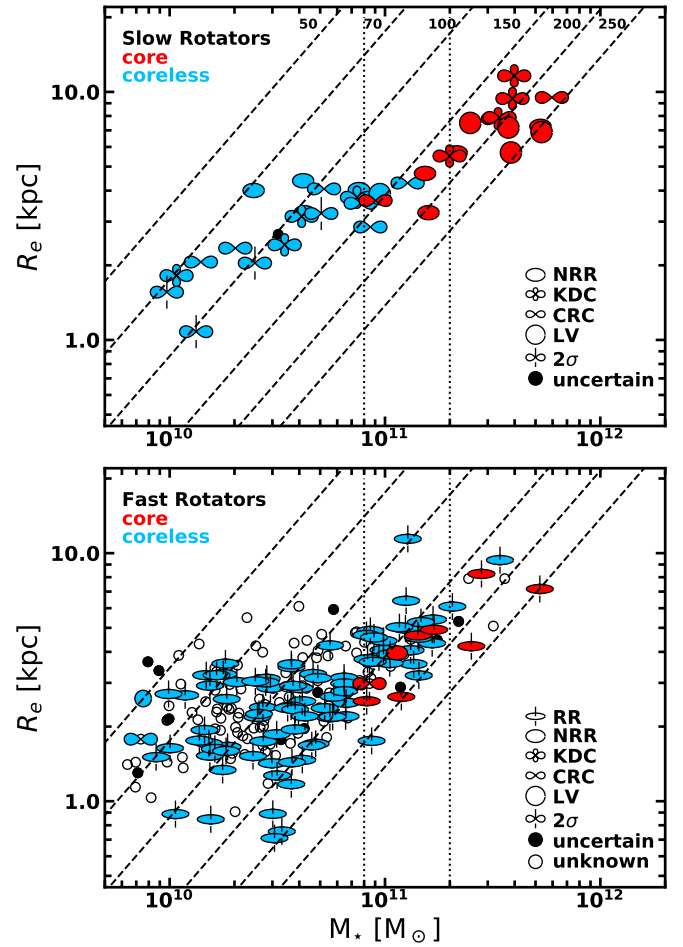 50 70 100 150 200 250
Slow Rotators
core
coreless
10.0
1.0
R_e [kpc]
NRR
KDC
CRC
LV
2σ
uncertain
10^10 10^11 10^12
Fast Rotators
core
coreless
10.0
1.0
R_e [kpc]
RR
NRR
KDC
CRC
LV
2σ
uncertain
unknown
10^10 10^11 10^12
M⋆ [M⊙]